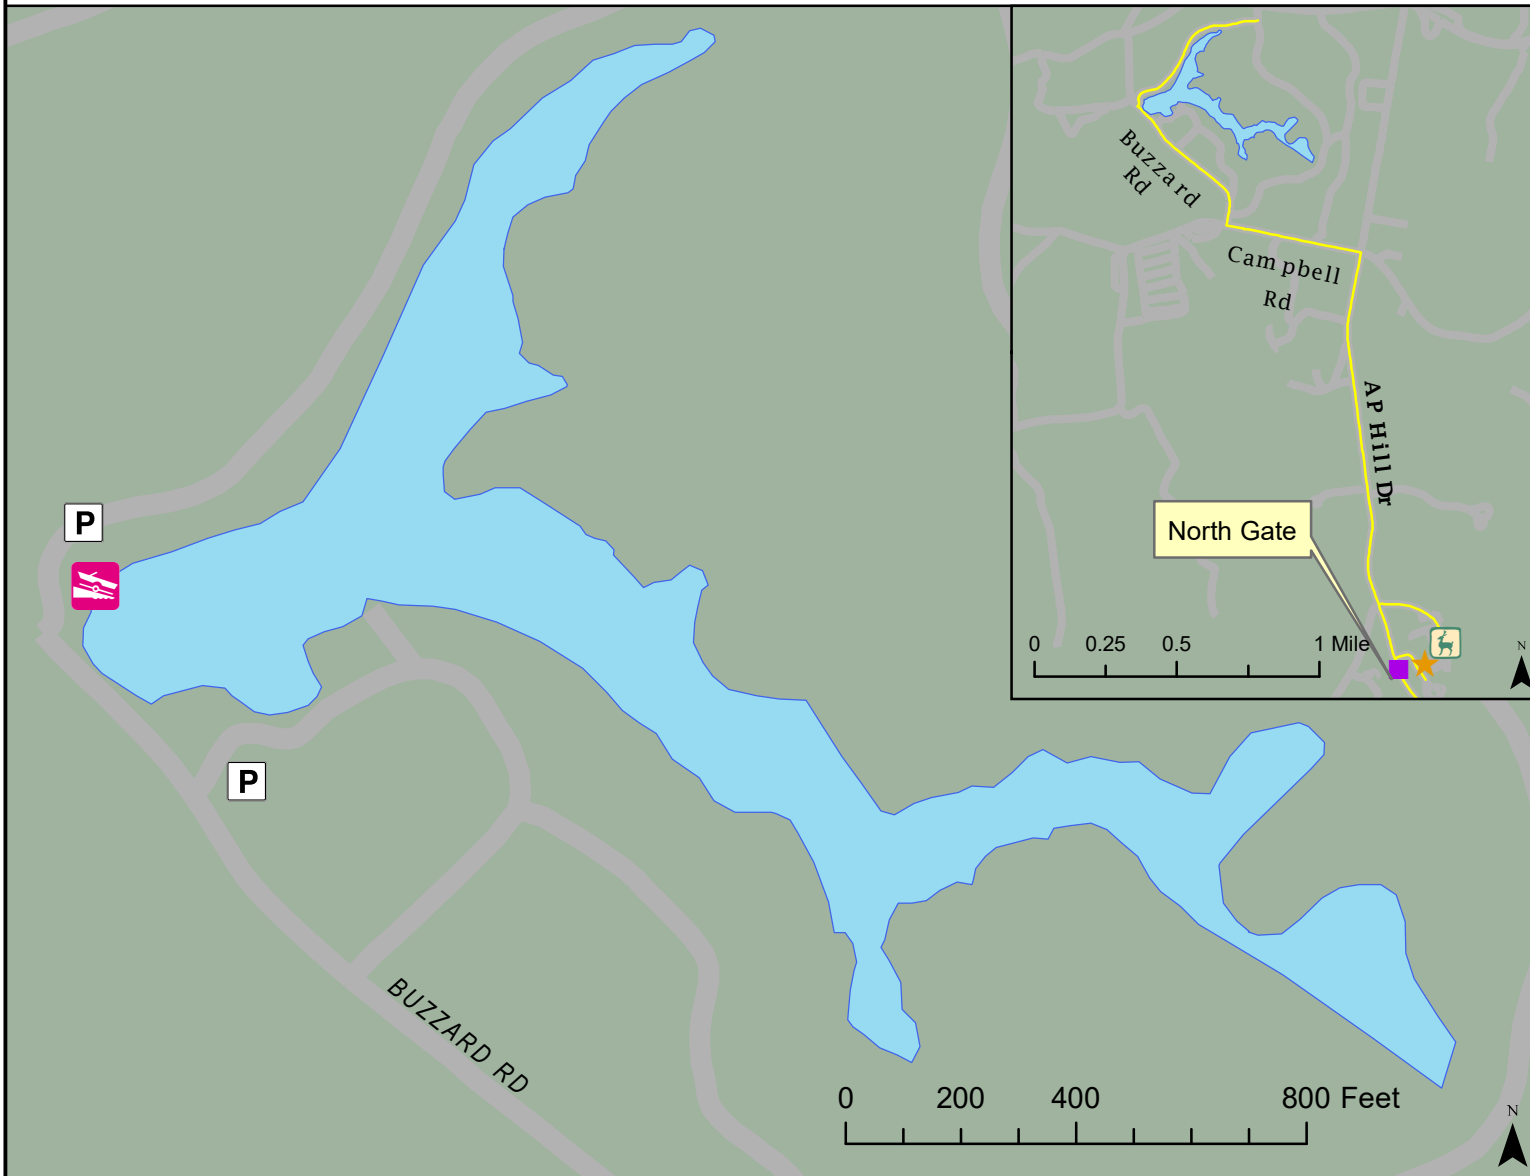 Buzzard
Rd
Campbell
Rd
AP Hill Dr
North Gate
0 0.25 0.5 1 Mile
N
P
P
BUZZARD RD
0 200 400 800 Feet
N